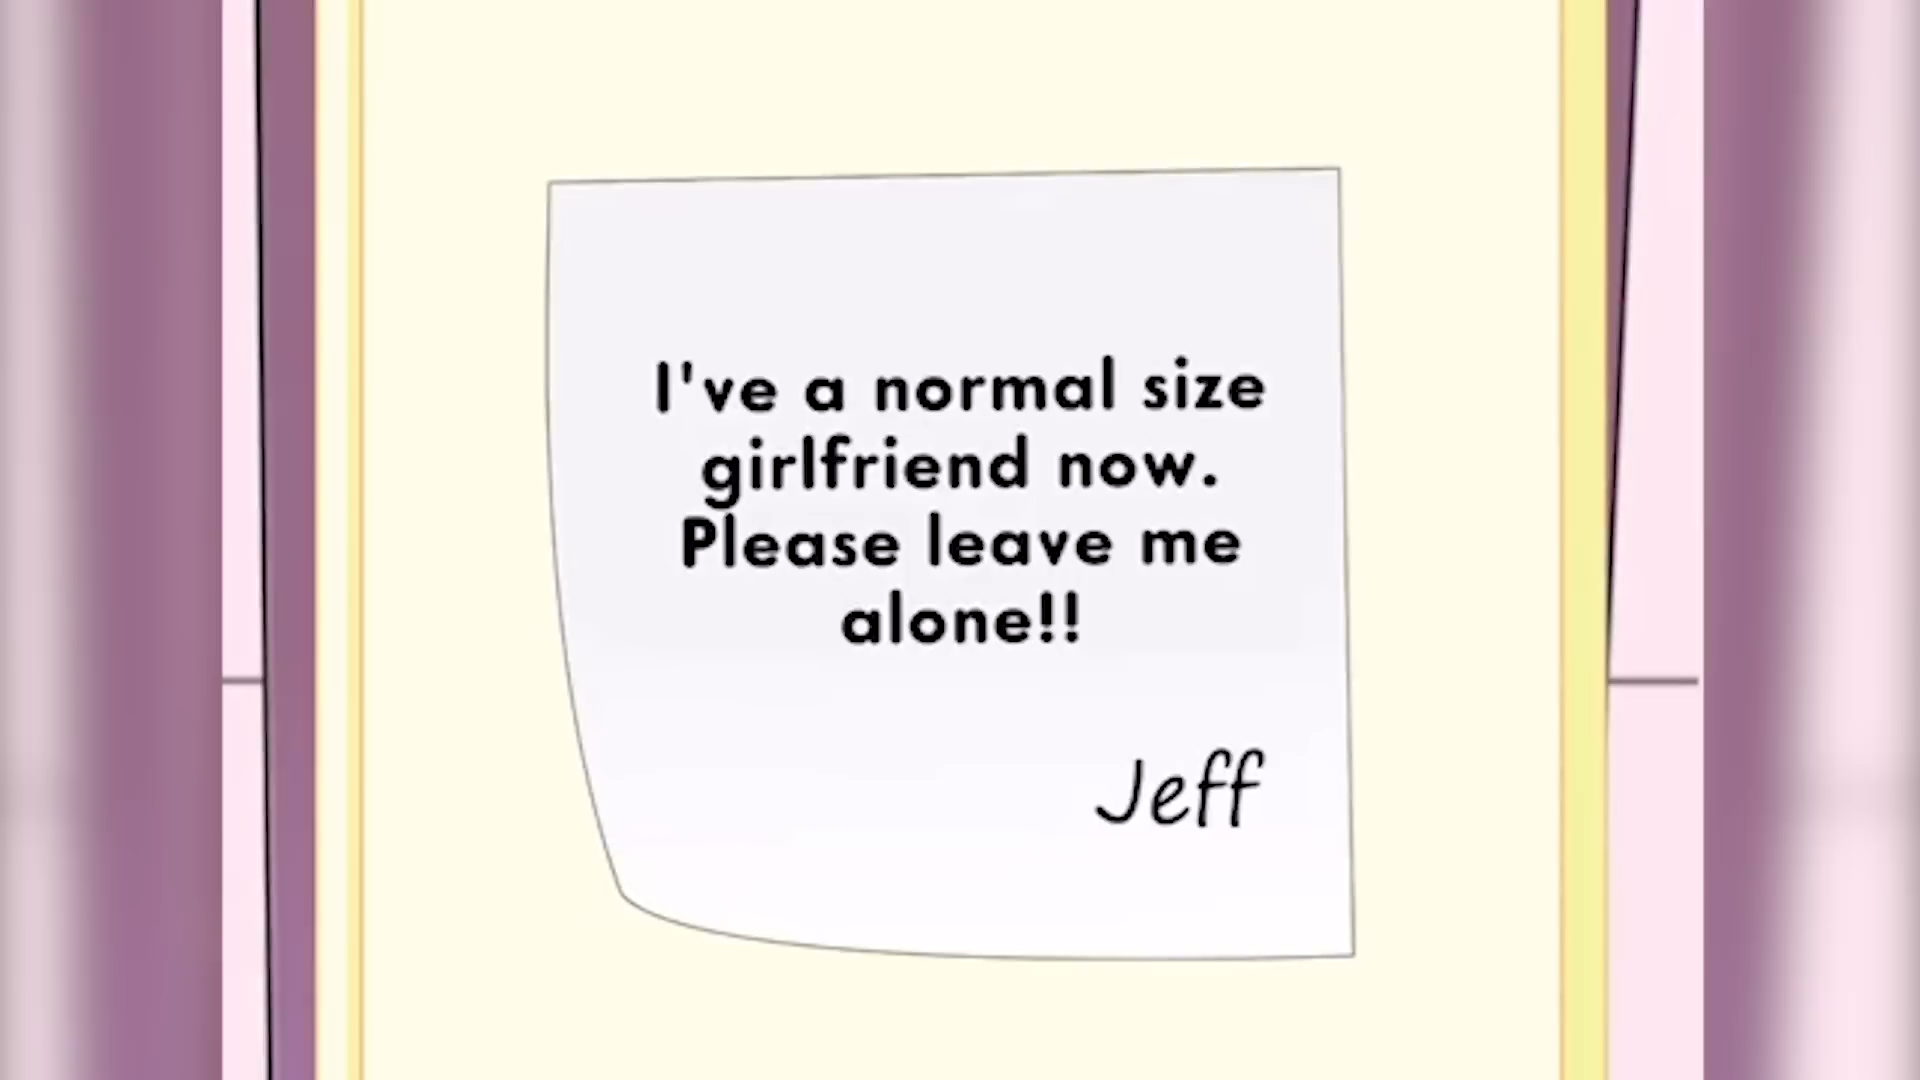 I've a normal size
girlfriend now.
Please leave me
alone!!
Jeff